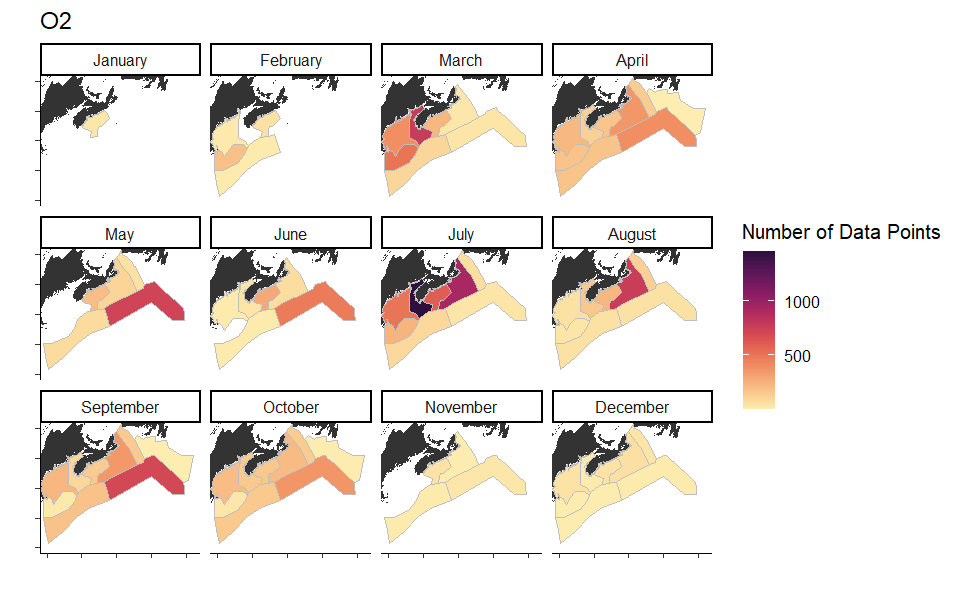 O2
January
February
March
April
May
June
July
August
September
October
November
December
Number of Data Points
1000
500